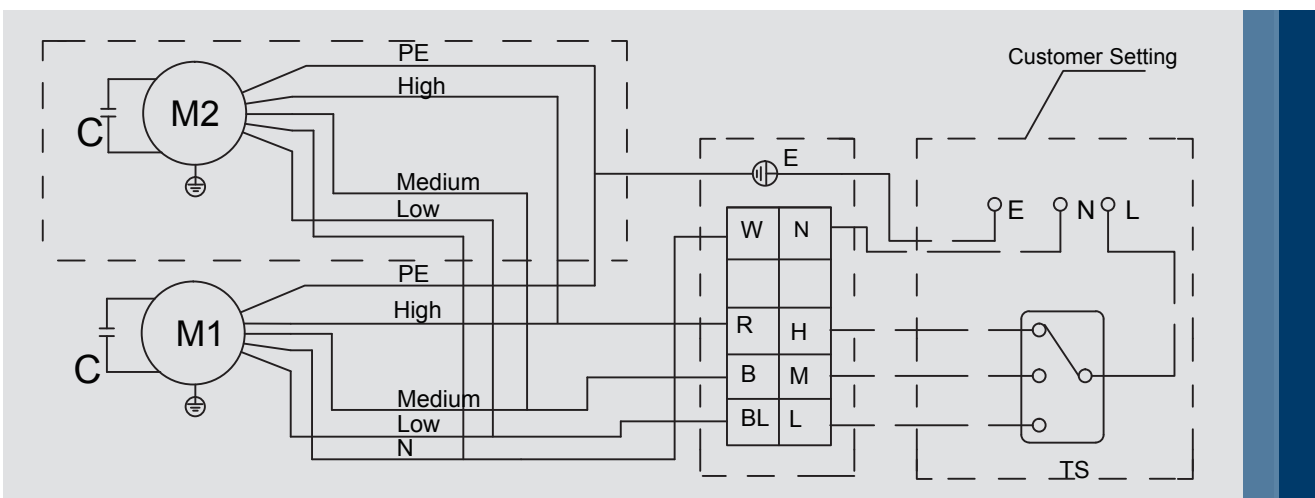 PE
High
M2
C
Medium
Low
PE
High
M1
C
Medium
Low
N
E
W N
R H
B M
BL L
Customer Setting
E N L
TS